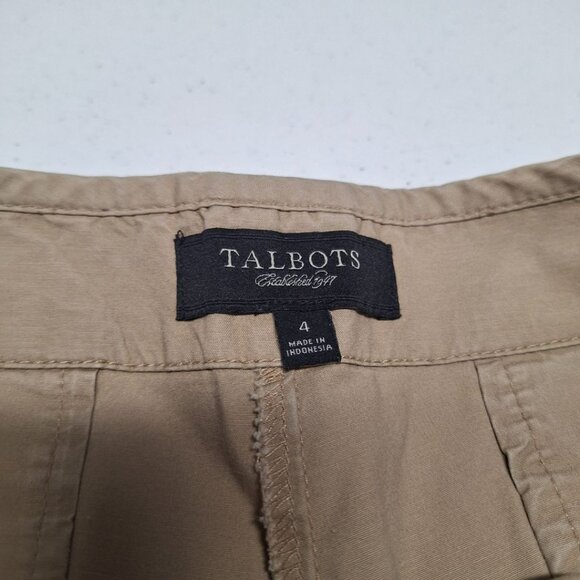 TALBOTS
Established 1947
4
MADE IN
INDONESIA